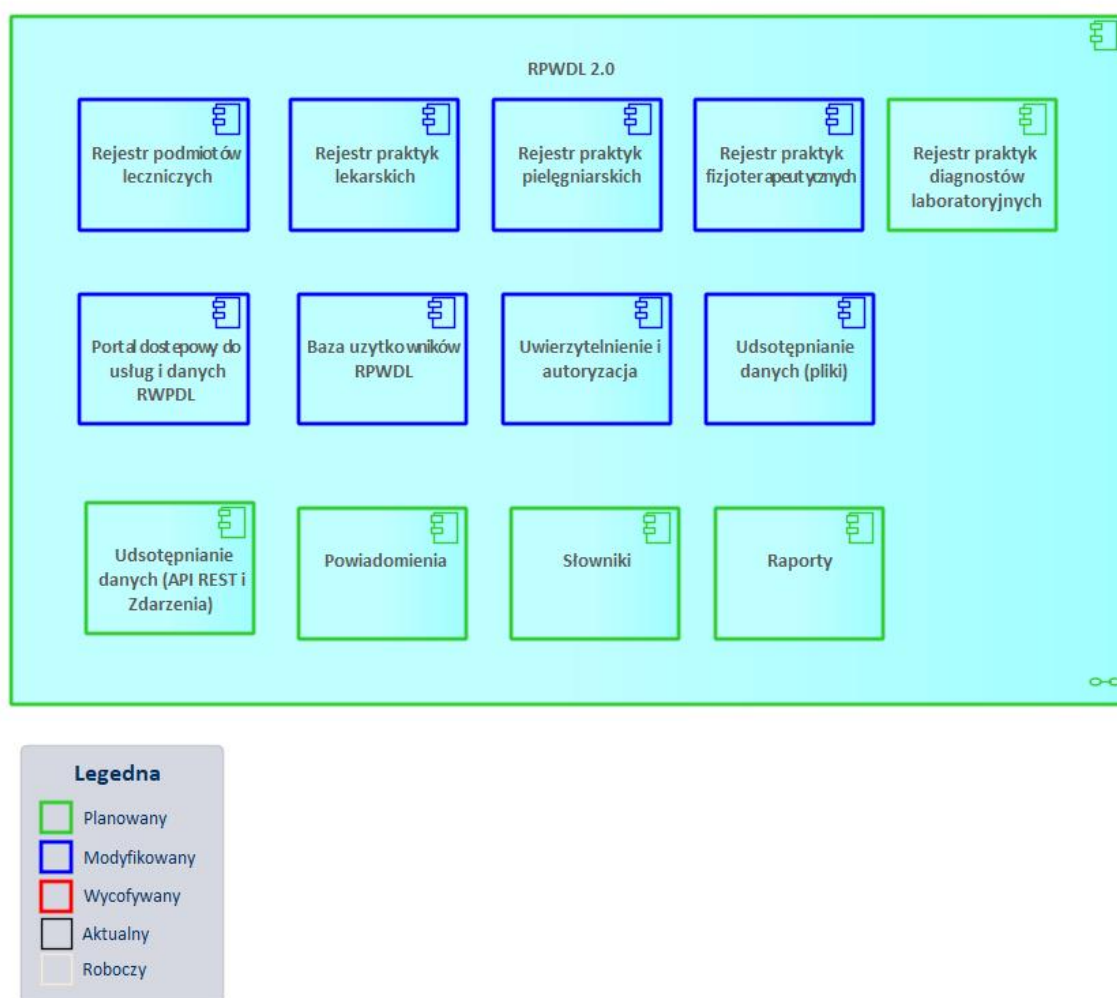 RPWDL 2.0
Rejestr podmiotów
leczniczych
Rejestr praktyk
lekarskich
Rejestr praktyk
pielęgniarskich
Rejestr praktyk
fizjoterapeutycznych
Rejestr praktyk
diagnostów
laboratoryjnych
Portal dostepowy do
usług i danych
RWPDL
Baza uzytkowników
RPWDL
Uwierzytelnienie i
autoryzacja
Udsotępnianie
danych (pliki)
Udsotępnianie
danych (API REST i
Zdarzenia)
Powiadomienia
Słowniki
Raporty
Legedna
Planowany
Modyfikowany
Wycofywany
Aktualny
Roboczy